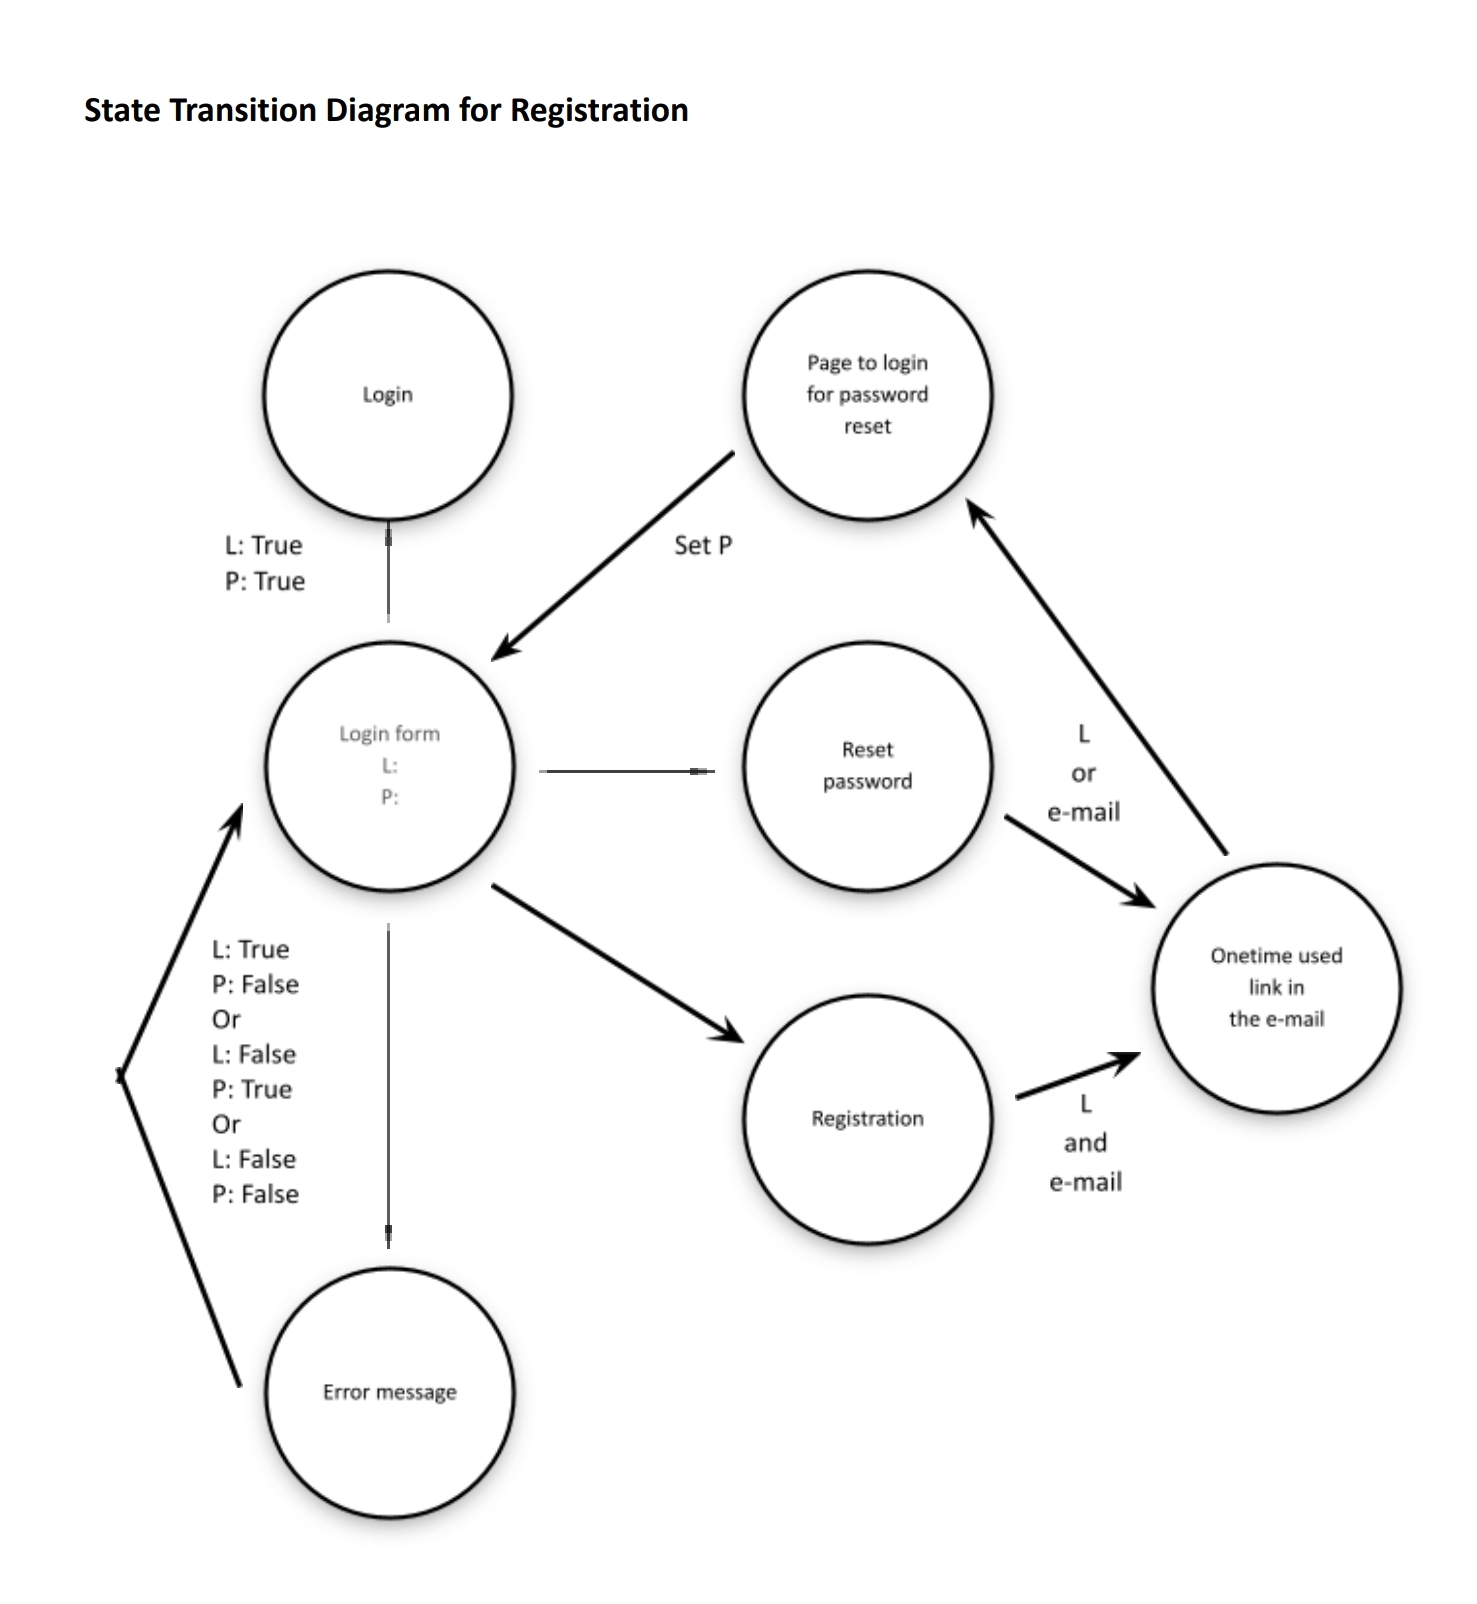 State Transition Diagram for Registration
Login
Page to login
for password
reset
L: True
P: True
Set P
Login form
L:
P:
Reset
password
L
or
e-mail
L: True
P: False
Or
L: False
P: True
Or
L: False
P: False
Onetime used
link in
the e-mail
Registration
L
and
e-mail
Error message